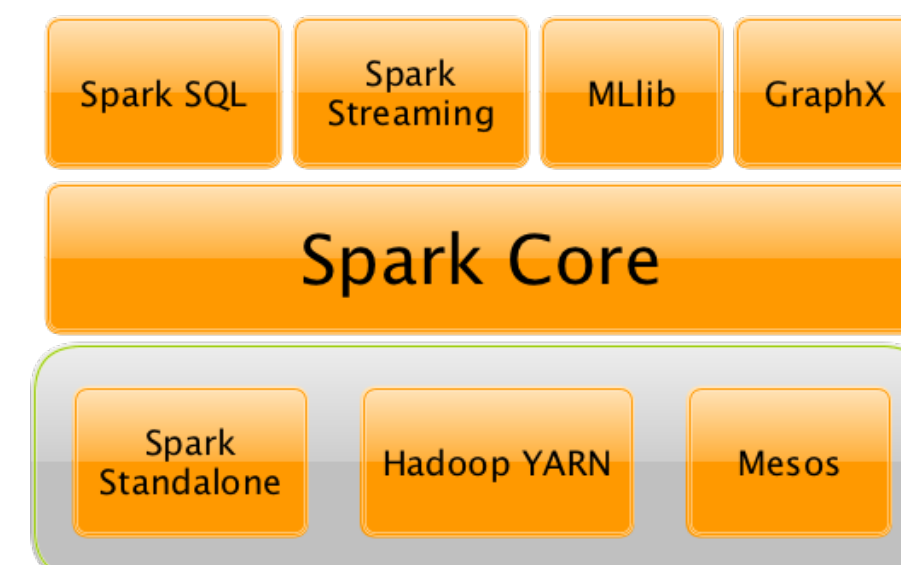 Spark SQL
Spark
Streaming
MLlib
GraphX
Spark Core
Spark
Standalone
Hadoop YARN
Mesos